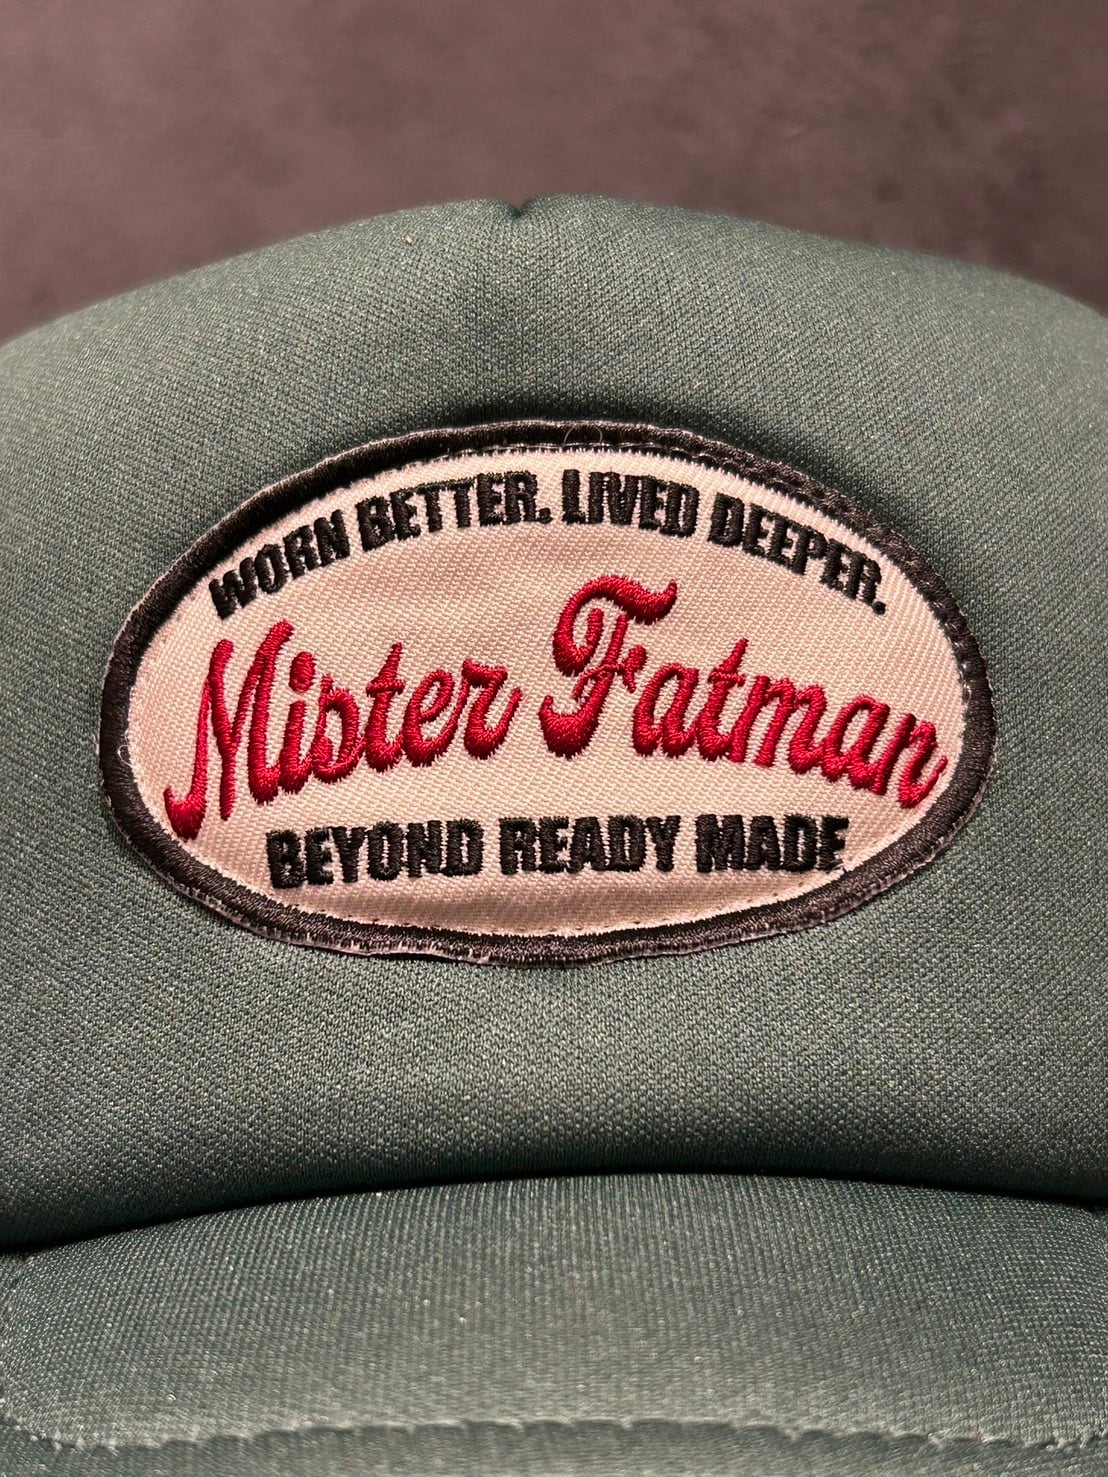 WORN BETTER. LIVED DEEPER.
Mister Fatman
BEYOND READY MADE